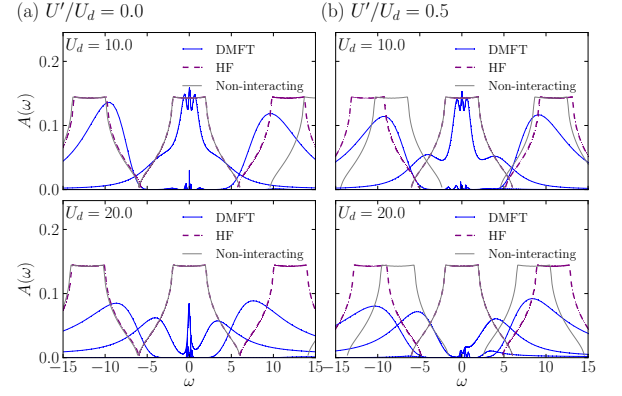 (a) U′/U_d = 0.0
(b) U′/U_d = 0.5
U_d = 10.0
DMFT
HF
Non-interacting
A(ω)
0.2
0.1
0.0
U_d = 10.0
DMFT
HF
Non-interacting
U_d = 20.0
DMFT
HF
Non-interacting
A(ω)
0.2
0.1
0.0
−15 −10 −5 0 5 10 15
ω
U_d = 20.0
DMFT
HF
Non-interacting
−15 −10 −5 0 5 10 15
ω